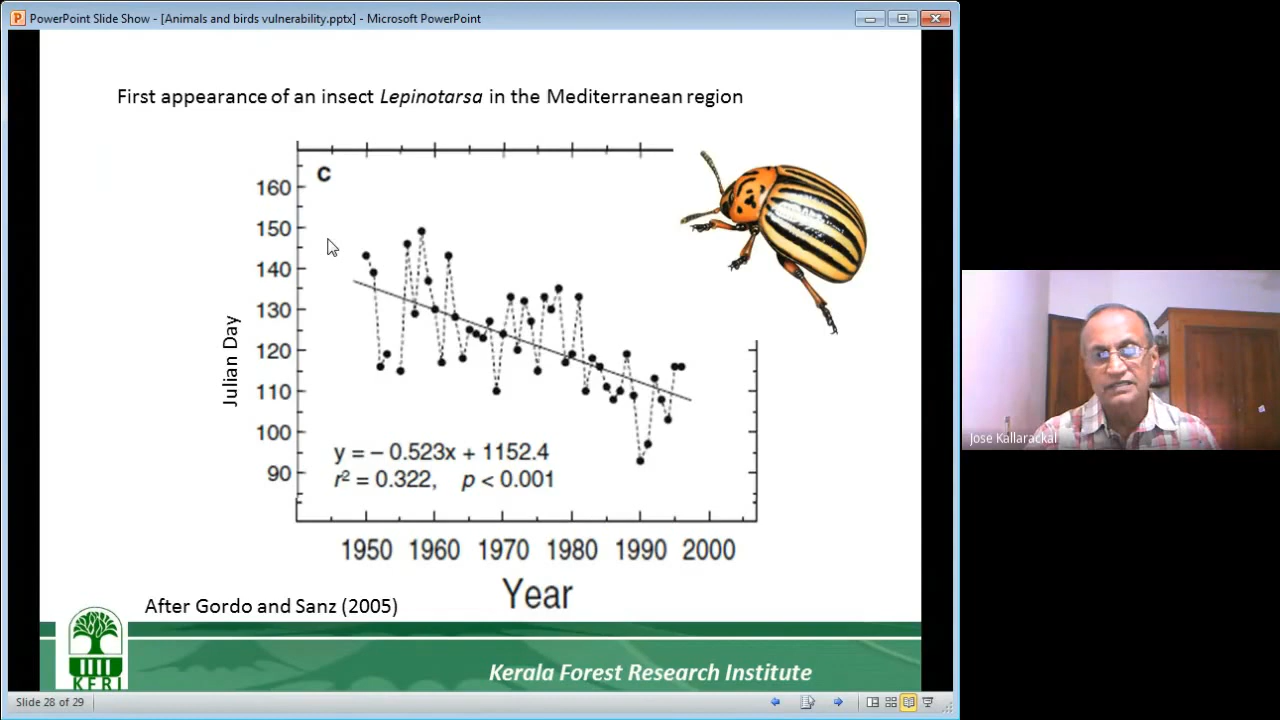 PowerPoint Slide Show - [Animals and birds vulnerability.pptx] - Microsoft PowerPoint
First appearance of an insect Lepinotarsa in the Mediterranean region
C
160
150
140
130
120
110
100
90
Julian Day
y = – 0.523x + 1152.4
r² = 0.322, p < 0.001
1950 1960 1970 1980 1990 2000
Year
After Gordo and Sanz (2005)
KFRI
Kerala Forest Research Institute
Slide 28 of 29
Jose Kallarackal